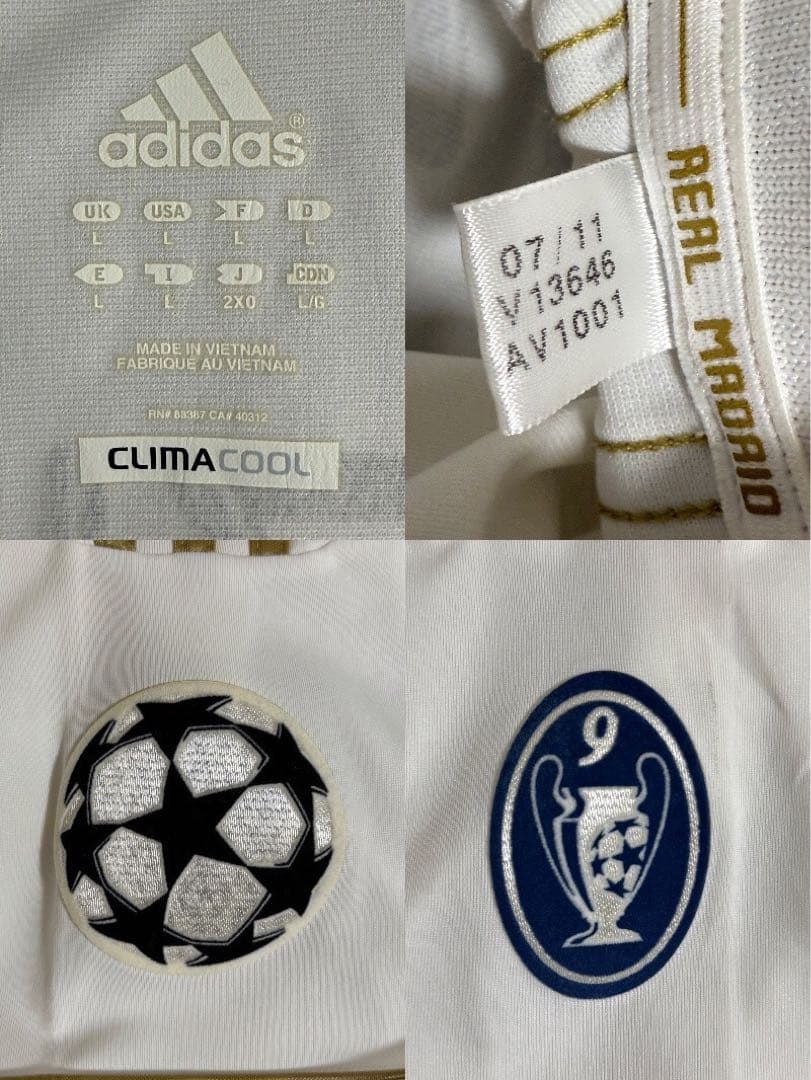 adidas®
UK USA F D
L L L L
E I J CDN
L L 2XO L/G
MADE IN VIETNAM
FABRIQUE AU VIETNAM
RN# 88387 CA# 40312
CLIMACOOL
07/11
V13646
AV1001
REAL MADRID
9